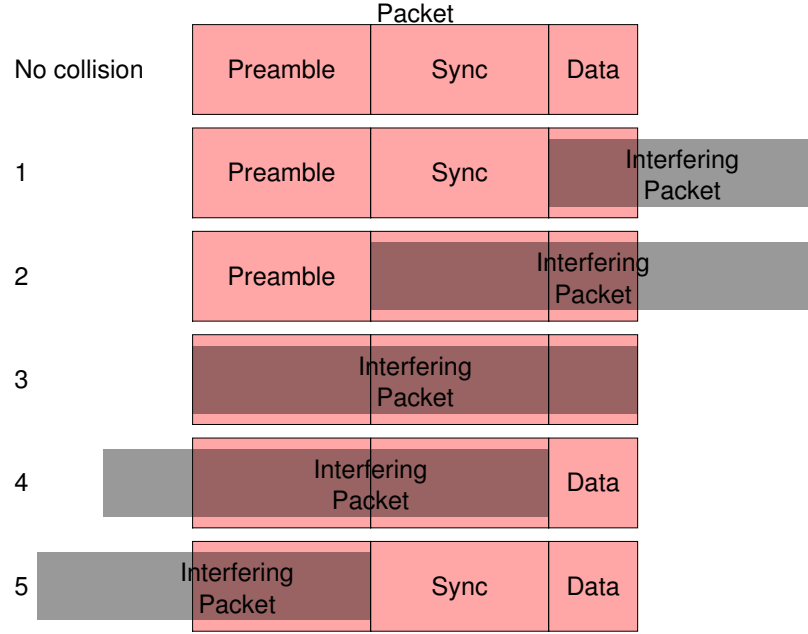 Packet
No collision Preamble Sync Data
1 Preamble Sync Interfering
Packet
2 Preamble Interfering
Packet
3 Interfering
Packet
4 Interfering
Packet Data
5 Interfering
Packet Sync Data